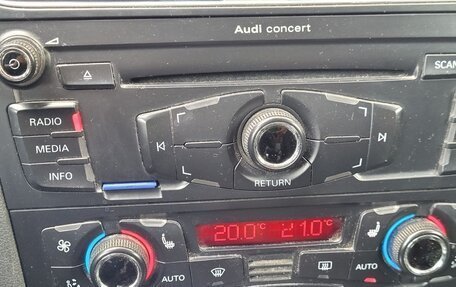 Audi concert
SCAN
RADIO
MEDIA
INFO
RETURN
20.0°C 21.0°C
AUTO
AUTO